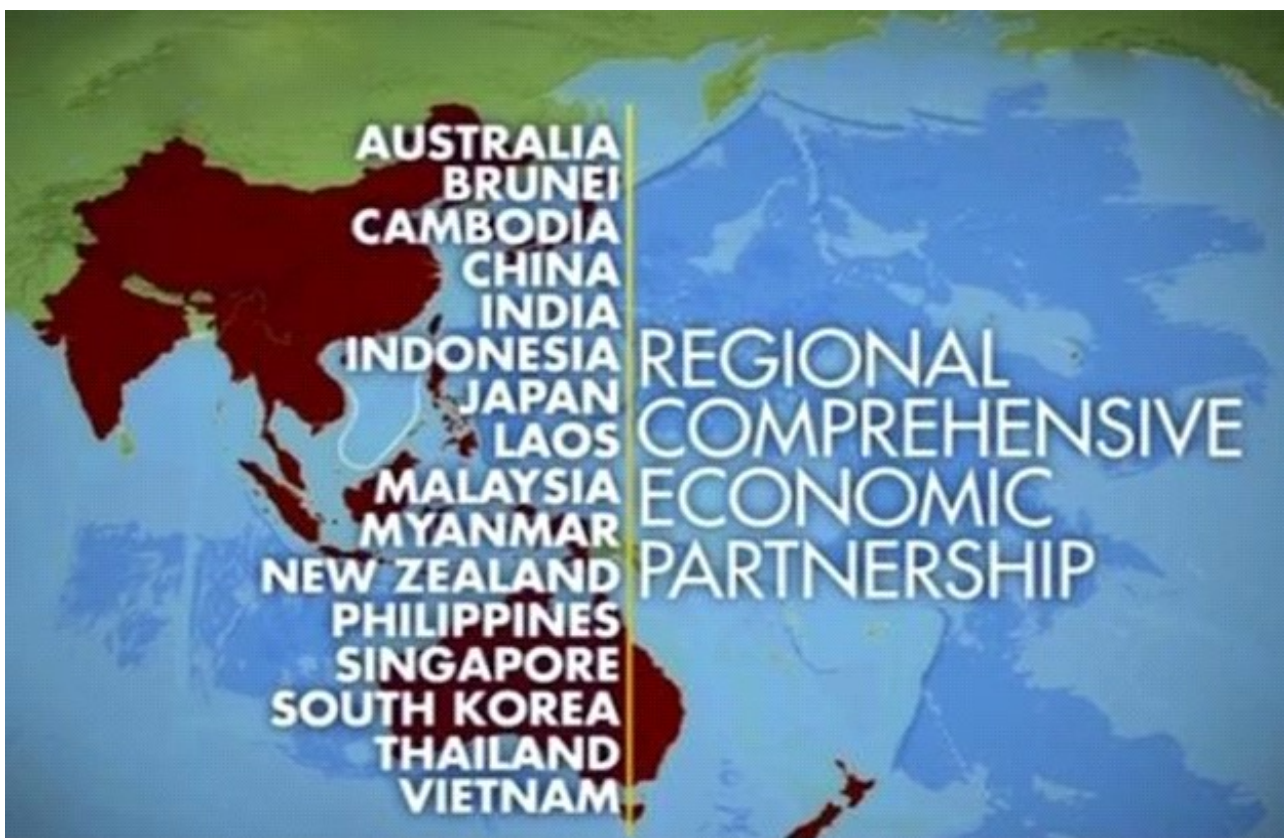 AUSTRALIA
BRUNEI
CAMBODIA
CHINA
INDIA
INDONESIA
JAPAN
LAOS
MALAYSIA
MYANMAR
NEW ZEALAND
PHILIPPINES
SINGAPORE
SOUTH KOREA
THAILAND
VIETNAM
REGIONAL
COMPREHENSIVE
ECONOMIC
PARTNERSHIP